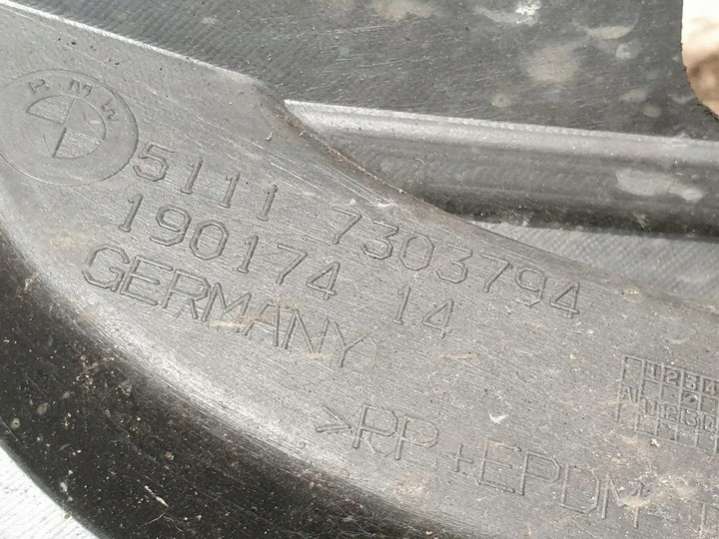 BMW
5111 7303794
190174 14
GERMANY
>PP+EPDM-